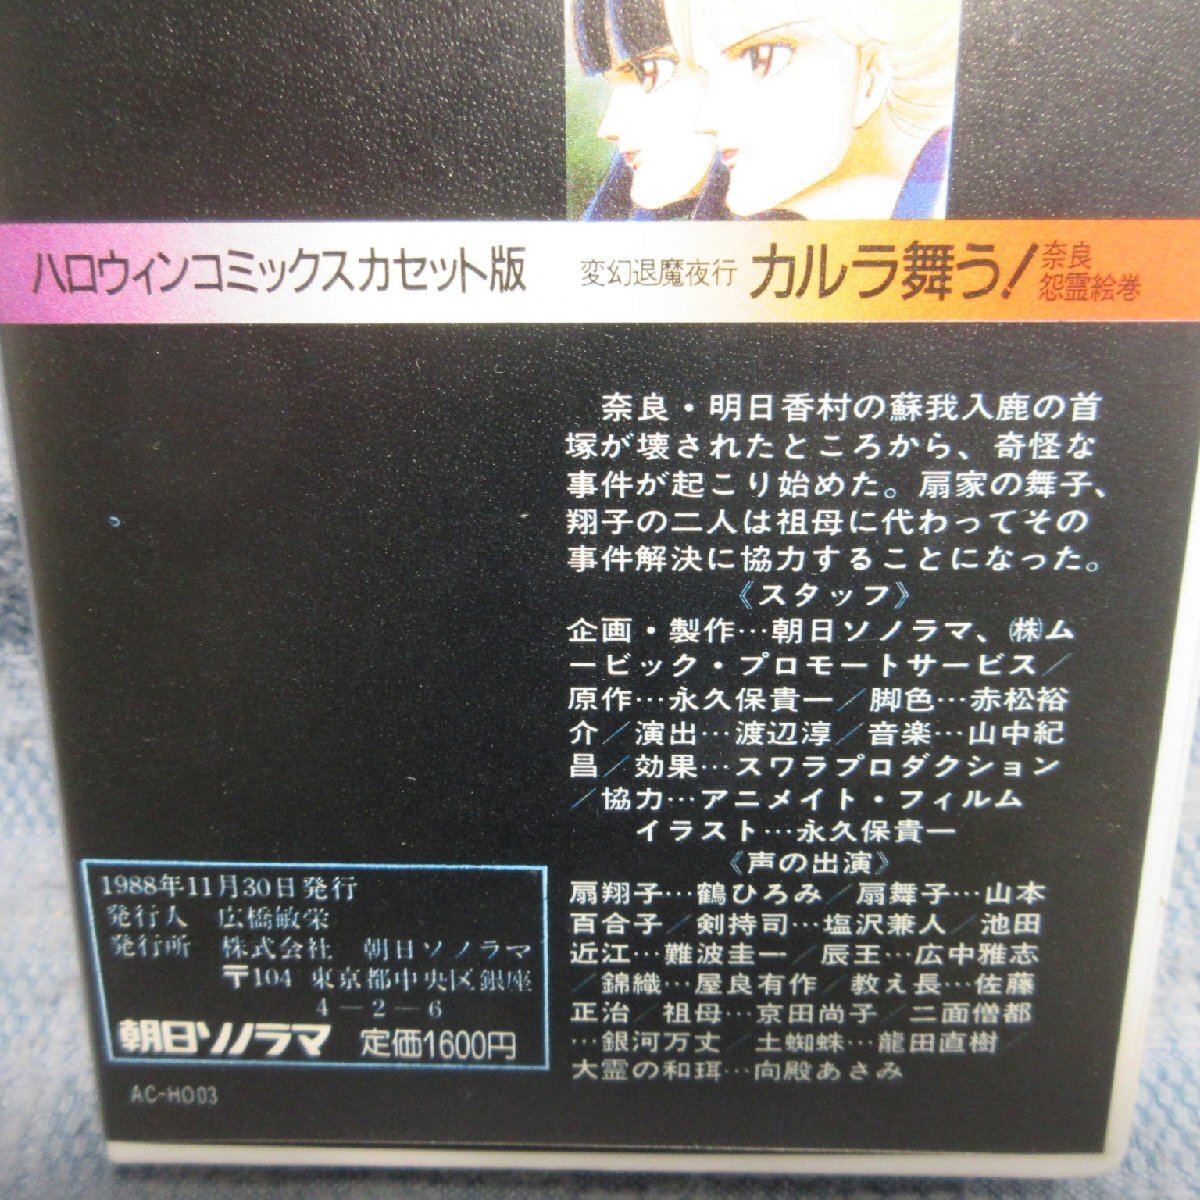 ハロウィンコミックスカセット版
変幻退魔夜行 カルラ舞う! 奈良
怨霊絵巻
奈良・明日香村の蘇我入鹿の首
塚が壊されたところから、奇怪な
事件が起こり始めた。扇家の舞子、
翔子の二人は祖母に代わってその
事件解決に協力することになった。
《スタッフ》
企画・製作…朝日ソノラマ、㈱ム
ービック・プロモートサービス/
原作…永久保貴一/脚色…赤松裕
介/演出…渡辺淳/音楽…山中紀
昌/効果…スワラプロダクション
/協力…アニメイト・フィルム
イラスト…永久保貴一
《声の出演》
扇翔子…鶴ひろみ/扇舞子…山本
百合子/剣持司…塩沢兼人/池田
近江…難波圭一/辰王…広中雅志
/錦織…屋良有作/教え長…佐藤
正治/祖母…京田尚子/二面僧都
…銀河万丈/土蜘蛛…龍田直樹/
大霊の和珥…向殿あさみ
1988年11月30日発行
発行人 広橋敏栄
発行所 株式会社 朝日ソノラマ
〒104 東京都中央区銀座
4-2-6
朝日ソノラマ 定価1600円
AC-HO03